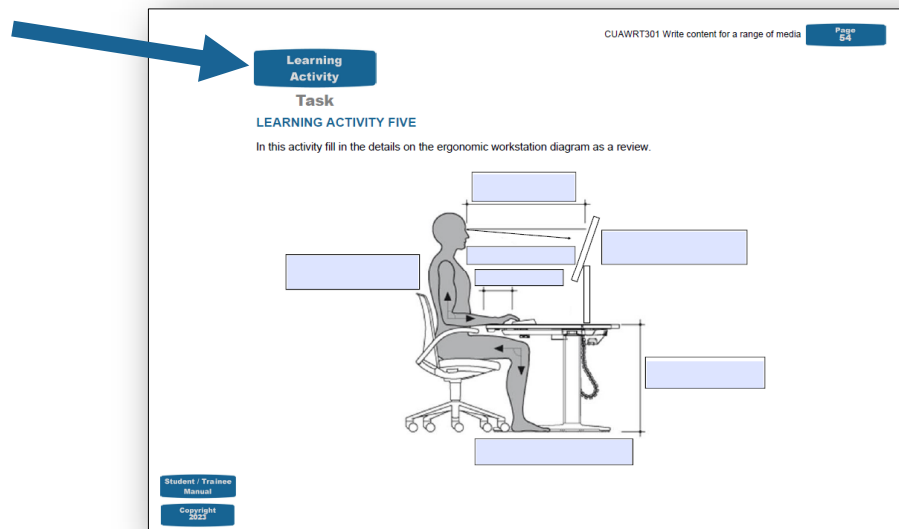 CUAWRT301 Write content for a range of media
Page
54
Learning
Activity
Task
LEARNING ACTIVITY FIVE
In this activity fill in the details on the ergonomic workstation diagram as a review.
Student / Trainee
Manual
Copyright
2023